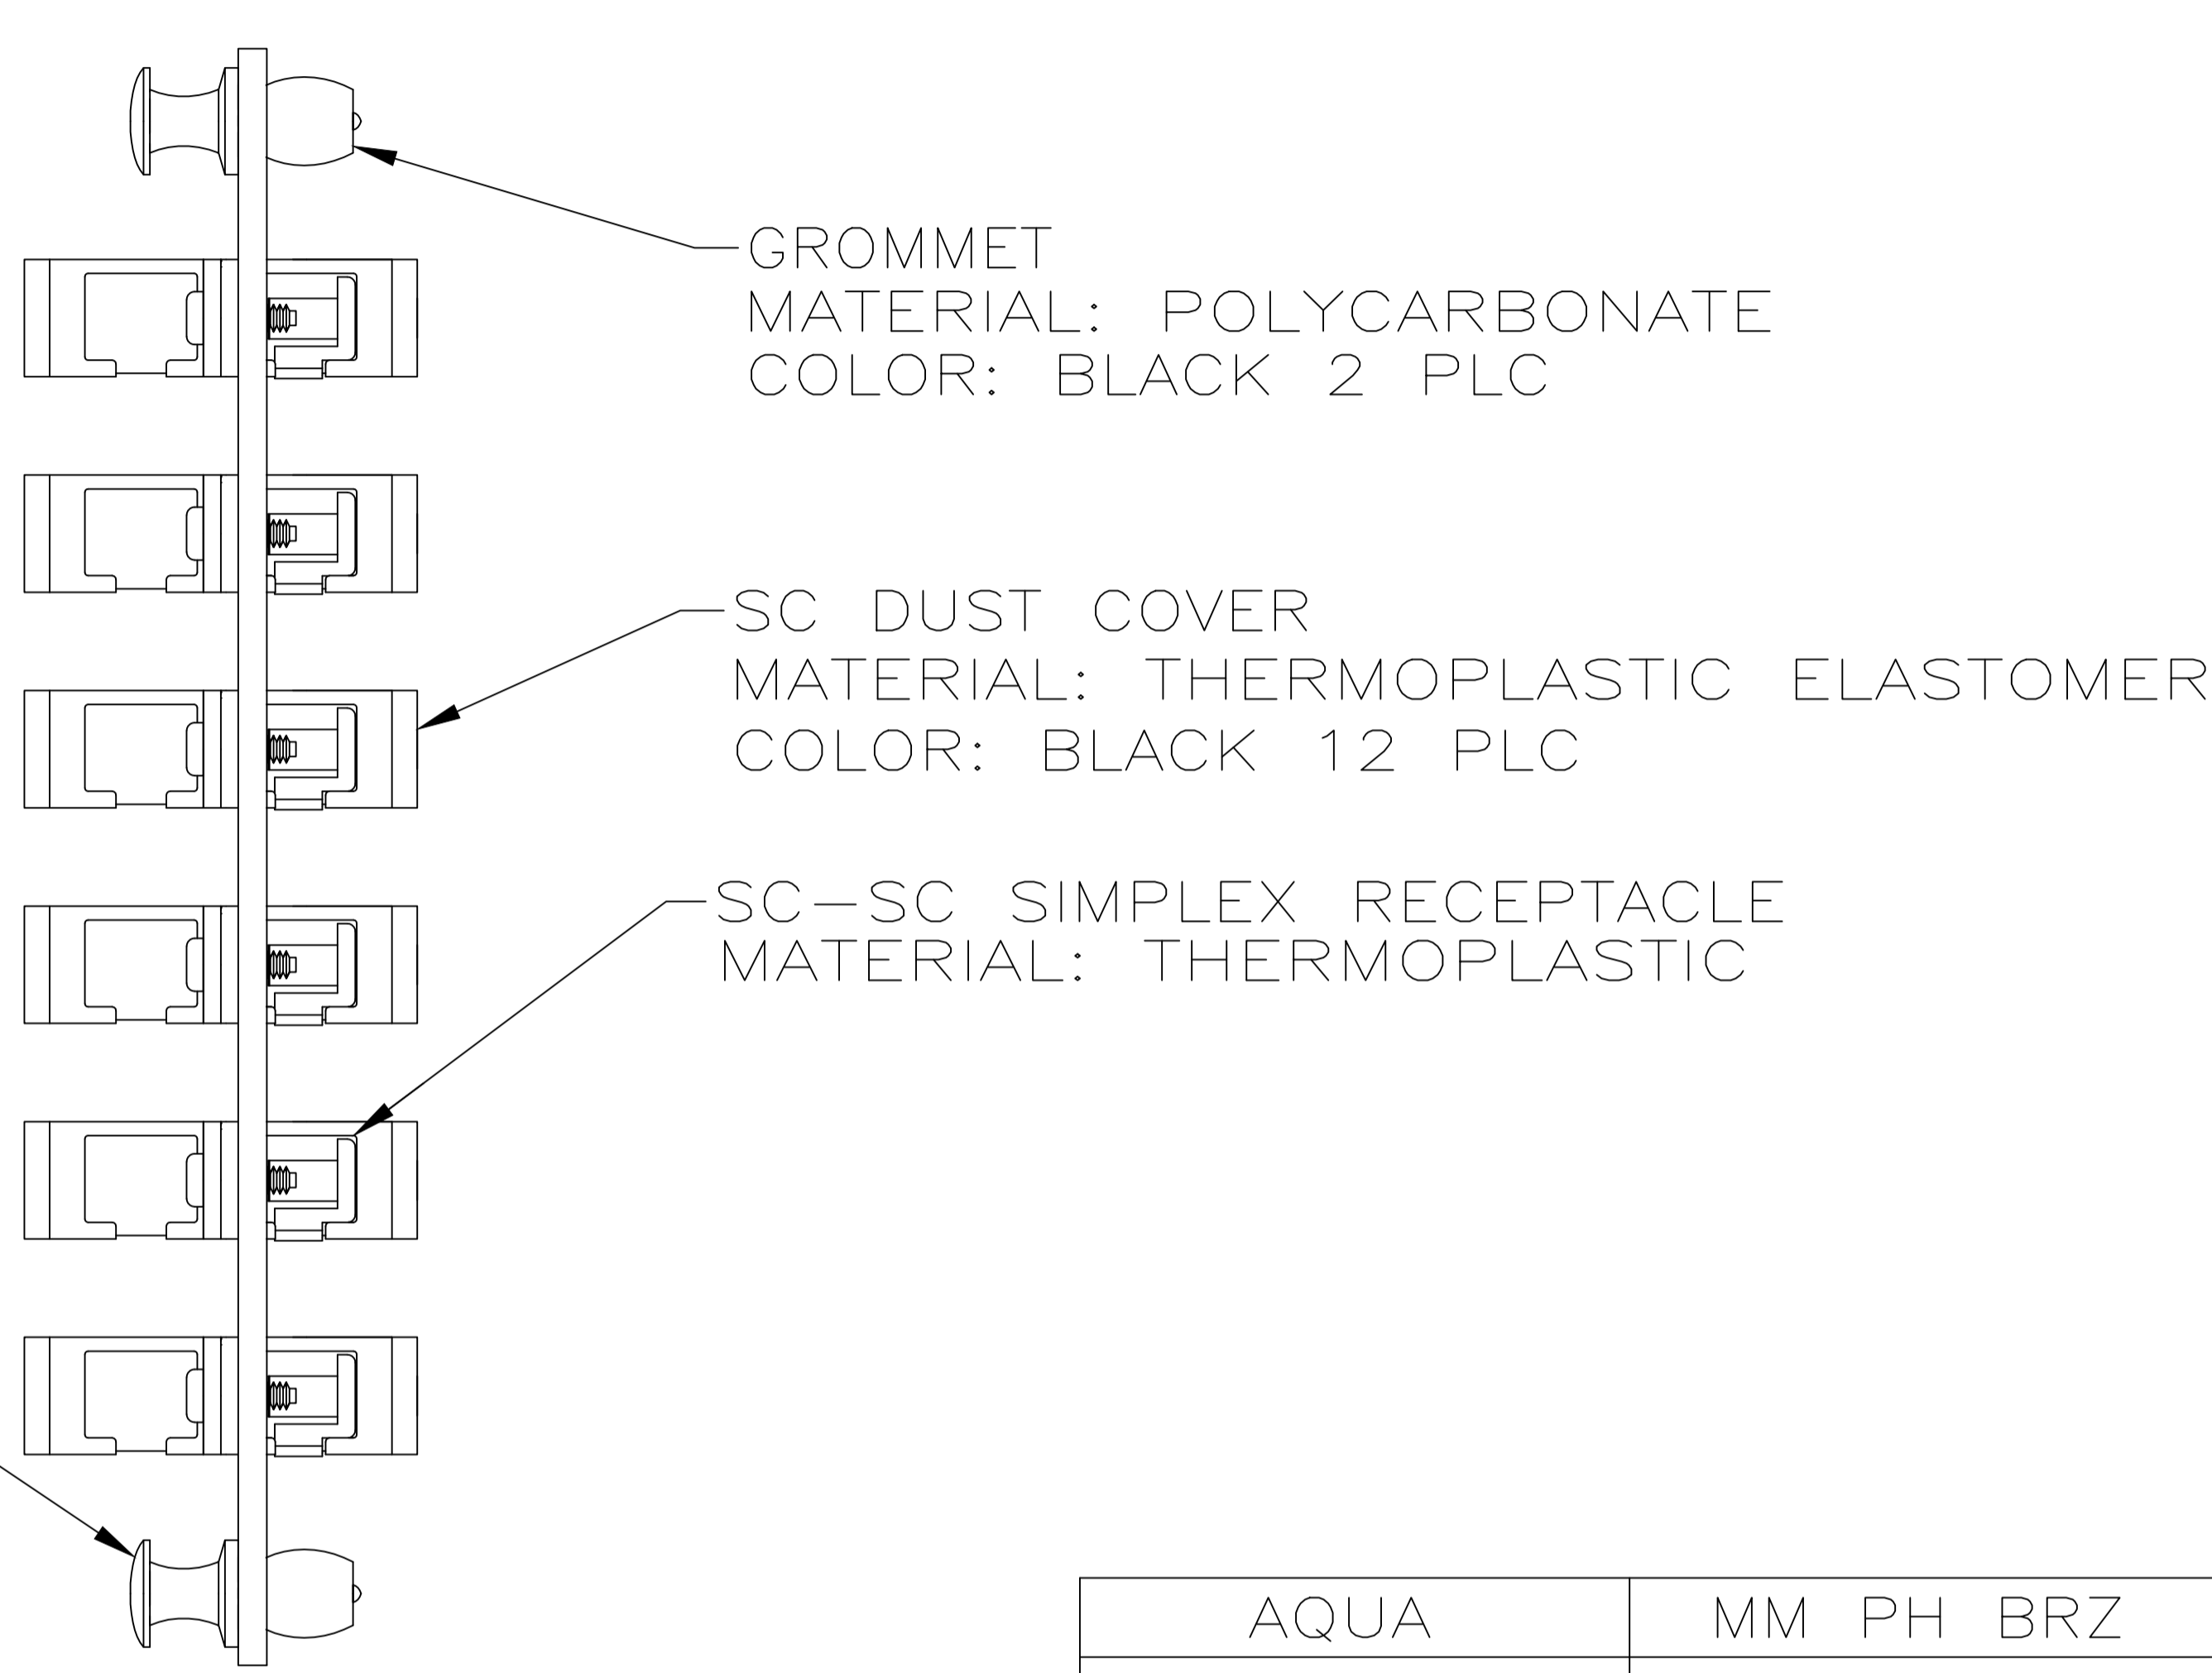 GROMMET
MATERIAL: POLYCARBONATE
COLOR: BLACK 2 PLC
SC DUST COVER
MATERIAL: THERMOPLASTIC ELASTOMER
COLOR: BLACK 12 PLC
SC-SC SIMPLEX RECEPTACLE
MATERIAL: THERMOPLASTIC
AQUA MM PH BRZ